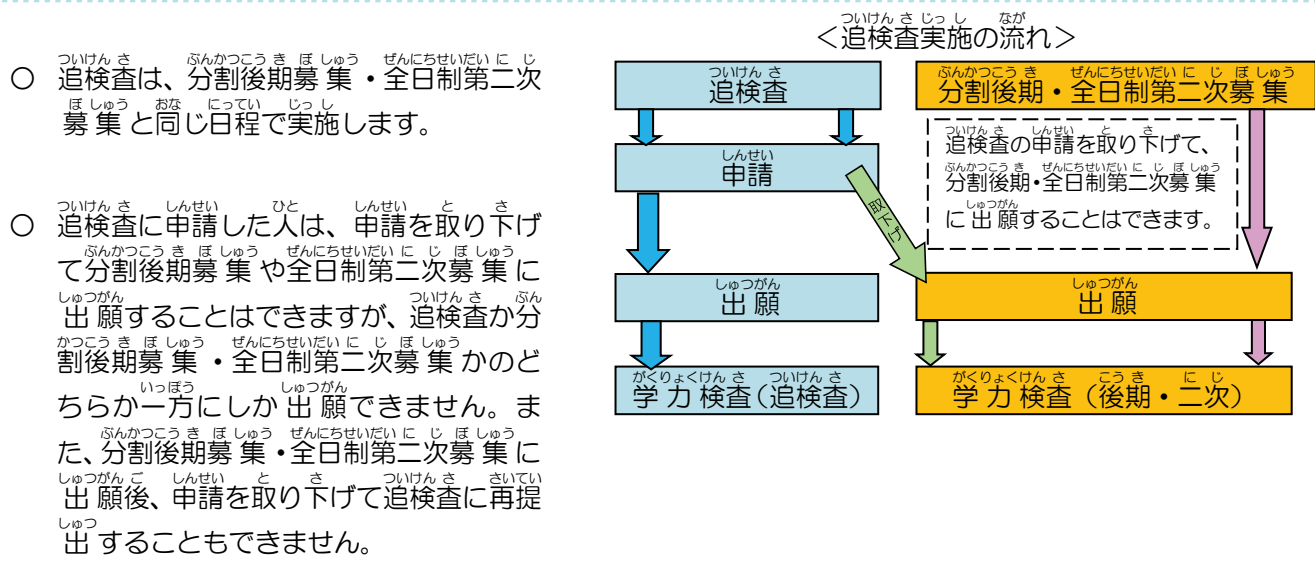 ○ 追検査は、分割後期募集・全日制第二次
募集と同じ日程で実施します。
○ 追検査に申請した人は、申請を取り下げ
て分割後期募集や全日制第二次募集に
出願することはできますが、追検査か分
割後期募集・全日制第二次募集かのど
ちらか一方にしか出願できません。ま
た、分割後期募集・全日制第二次募集に
出願後、申請を取り下げて追検査に再提
出することもできません。
＜追検査実施の流れ＞
追検査
分割後期・全日制第二次募集
追検査の申請を取り下げて、
分割後期・全日制第二次募集
に出願することはできます。
申請
取下げ
出願
出願
学力検査（追検査）
学力検査（後期・二次）